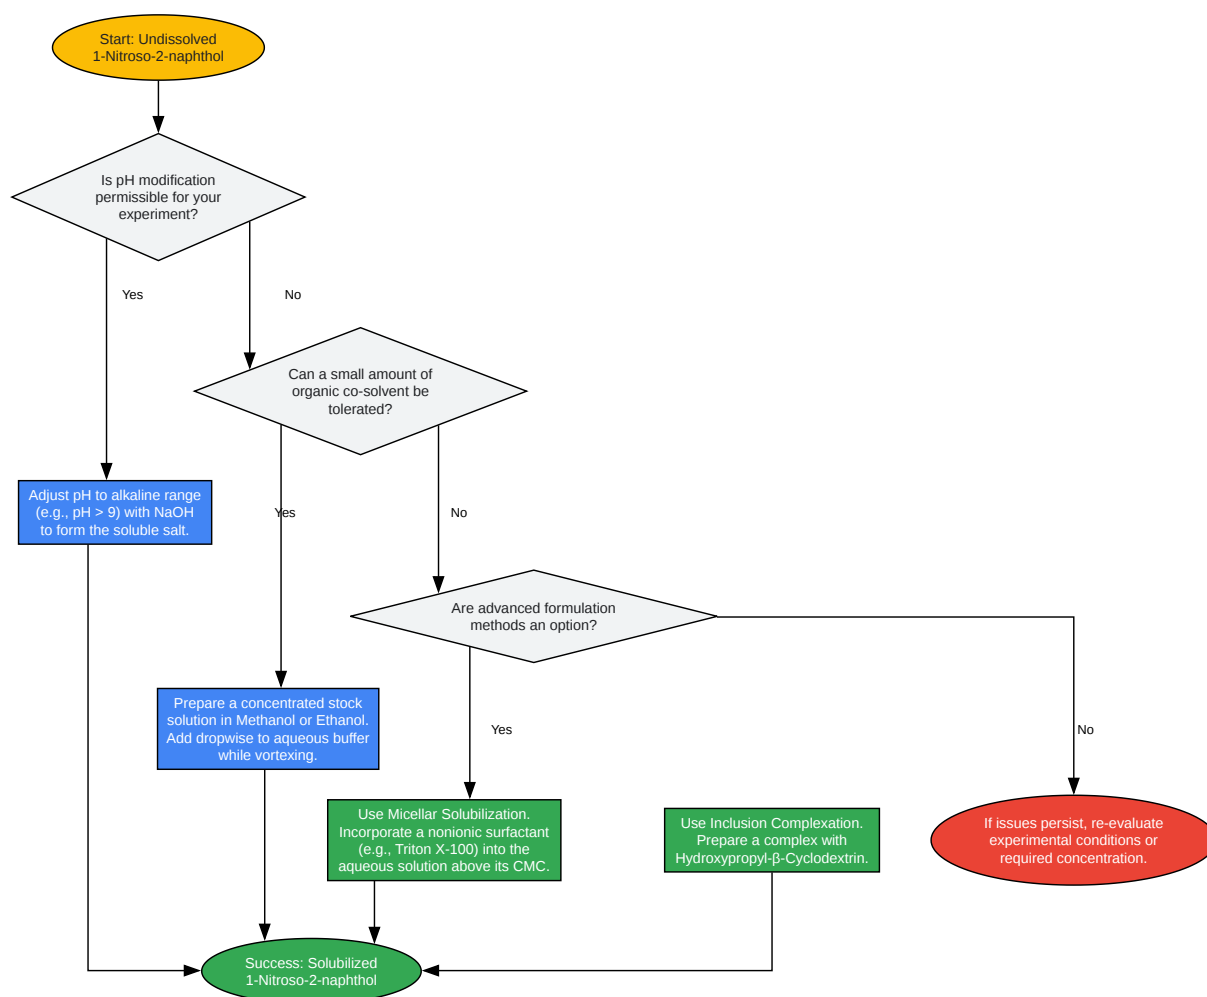 Start: Undissolved
1-Nitroso-2-naphthol
Is pH modification
permissible for your
experiment?
Yes
No
Can a small amount of
organic co-solvent be
tolerated?
Adjust pH to alkaline range
(e.g., pH > 9) with NaOH
to form the soluble salt.
Yes
No
Are advanced formulation
methods an option?
Prepare a concentrated stock
solution in Methanol or Ethanol.
Add dropwise to aqueous buffer
while vortexing.
Yes
No
Use Micellar Solubilization.
Incorporate a nonionic surfactant
(e.g., Triton X-100) into the
aqueous solution above its CMC.
Use Inclusion Complexation.
Prepare a complex with
Hydroxypropyl-β-Cyclodextrin.
If issues persist, re-evaluate
experimental conditions or
required concentration.
Success: Solubilized
1-Nitroso-2-naphthol